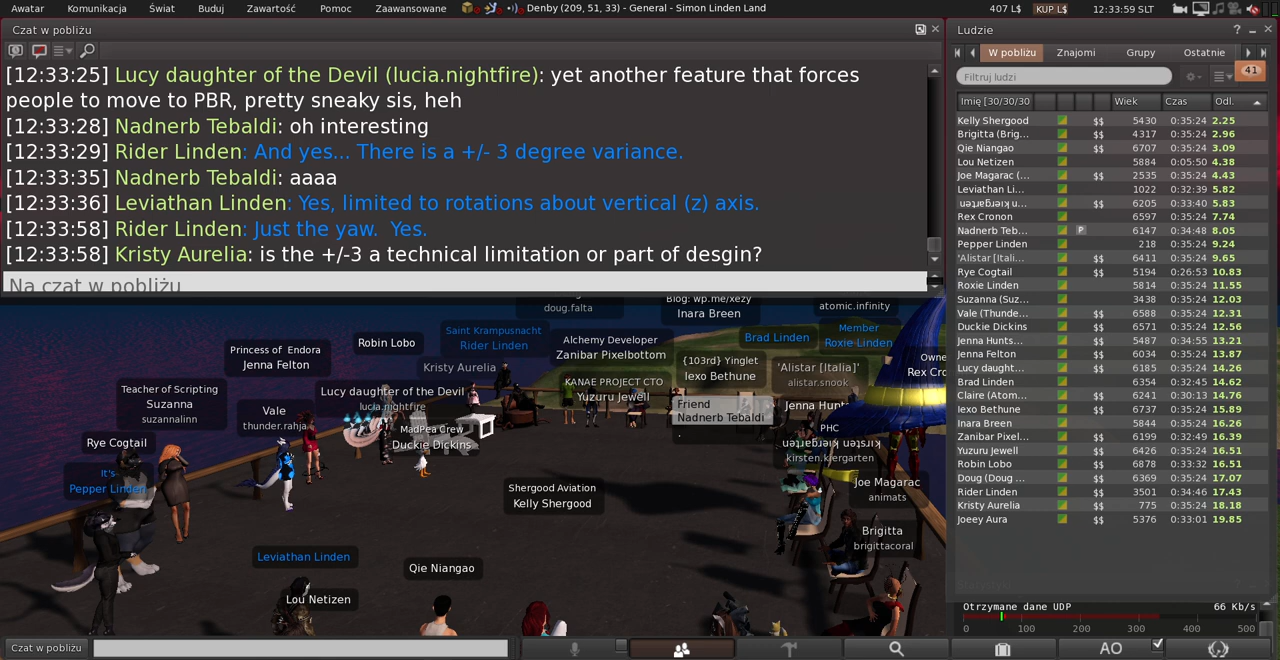 Awatar Komunikacja Świat Buduj Zawartość Pomoc Zaawansowane Denby (209, 51, 33) - General - Simon Linden Land 407 L$ KUP L$ 12:33:59 SLT
Czat w pobliżu
[12:33:25] Lucy daughter of the Devil (lucia.nightfire): yet another feature that forces
people to move to PBR, pretty sneaky sis, heh
[12:33:28] Nadnerb Tebaldi: oh interesting
[12:33:29] Rider Linden: And yes... There is a +/- 3 degree variance.
[12:33:35] Nadnerb Tebaldi: aaaa
[12:33:36] Leviathan Linden: Yes, limited to rotations about vertical (z) axis.
[12:33:58] Rider Linden: Just the yaw. Yes.
[12:33:58] Kristy Aurelia: is the +/-3 a technical limitation or part of desgin?
Na czat w pobliżu
doug.falta
Blog: wp.me/xezy
Inara Breen
atomic.infinity
Saint Krampusnacht
Rider Linden
Alchemy Developer
Zanibar Pixelbottom
Brad Linden
Member
Roxie Linden
Robin Lobo
Princess of Endora
Jenna Felton
Kristy Aurelia
{103rd} Yinglet
Iexo Bethune
'Alistar [Italia]'
alistar.snook
Owne
Rex Cro
Teacher of Scripting
Suzanna
suzannalinn
Lucy daughter of the Devil
lucia.nightfire
KANAE PROJECT CTO
Yuzuru Jewell
Friend
Nadnerb Tebaldi
Jenna Hunt
Vale
thunder.rahja
MadPea Crew
Duckie Dickins
PHC
kirsten.kiergarten
Rye Cogtail
It's
Pepper Linden
Shergood Aviation
Kelly Shergood
Joe Magarac
animats
Brigitta
brigittacoral
Leviathan Linden
Qie Niangao
Lou Netizen
Czat w pobliżu
AO
Ludzie
W pobliżu Znajomi Grupy Ostatnie
Filtruj ludzi
41
Imię [30/30/30 Wiek Czas Odl.
Kelly Shergood $$ 5430 0:35:24 2.25
Brigitta (Brig... $$ 4317 0:35:24 2.96
Qie Niangao $$ 6707 0:35:24 3.09
Lou Netizen 5884 0:05:50 4.38
Joe Magarac (... $$ 2535 0:35:24 4.43
Leviathan Li... 1022 0:32:39 5.82
$$ 6205 0:33:40 5.83
Rex Cronon 6597 0:35:24 7.74
Nadnerb Teb... P 6147 0:34:48 8.05
Pepper Linden 218 0:35:24 9.24
'Alistar [Itali... $$ 6411 0:35:24 9.65
Rye Cogtail $$ 5194 0:26:53 10.83
Roxie Linden 5814 0:35:24 11.55
Suzanna (Suz... 3438 0:35:24 12.03
Vale (Thunde... $$ 6588 0:35:24 12.31
Duckie Dickins $$ 6571 0:35:24 12.56
Jenna Hunts... $$ 5487 0:34:55 13.21
Jenna Felton $$ 6034 0:35:24 13.87
Lucy daught... $$ 6185 0:35:24 14.26
Brad Linden 6354 0:32:45 14.62
Claire (Atom... $$ 6241 0:30:13 14.76
Iexo Bethune $$ 6737 0:35:24 15.89
Inara Breen 5844 0:35:24 16.26
Zanibar Pixel... $$ 6199 0:32:49 16.39
Yuzuru Jewell $$ 6426 0:35:24 16.51
Robin Lobo $$ 6878 0:33:32 16.51
Doug (Doug ... $$ 6369 0:35:24 17.07
Rider Linden $$ 3501 0:34:46 17.43
Kristy Aurelia $$ 775 0:35:24 18.18
Joeey Aura $$ 5376 0:33:01 19.85
Otrzymane dane UDP 66 Kb/s
0 100 200 300 400 500